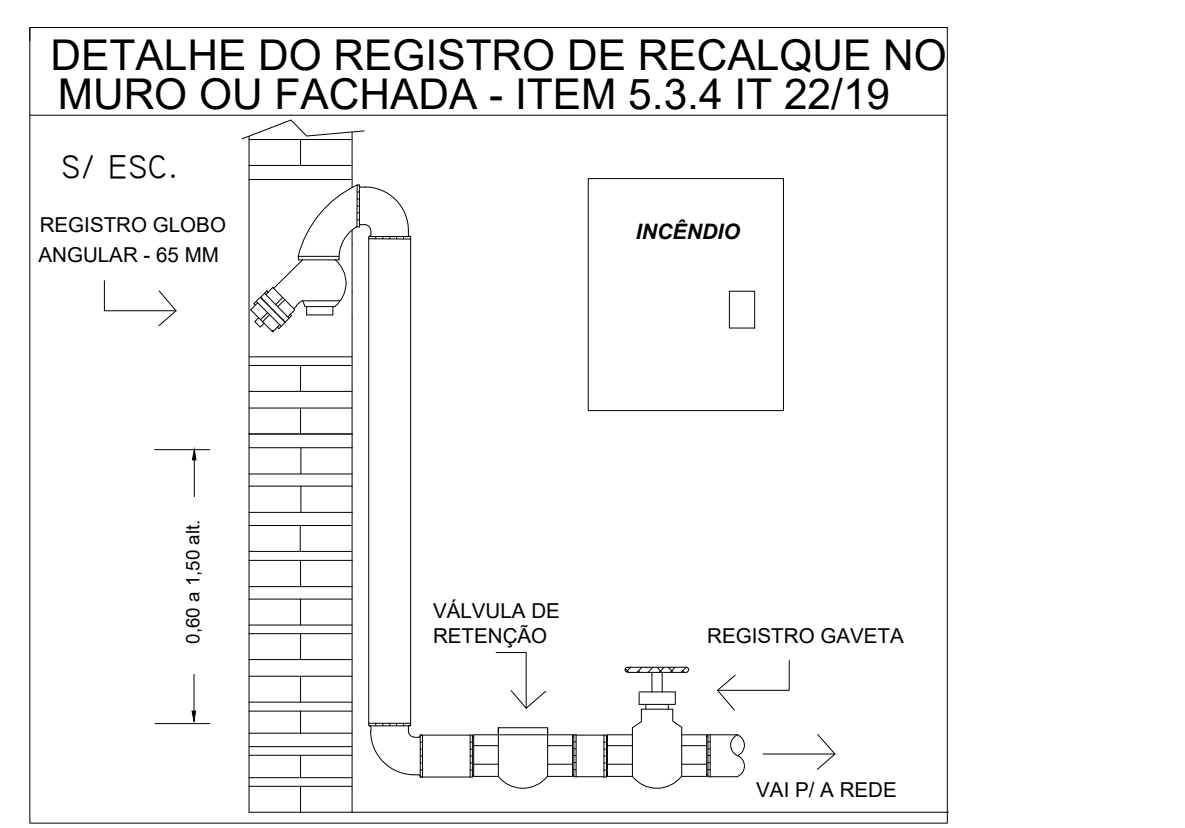 DETALHE DO REGISTRO DE RECALQUE NO
MURO OU FACHADA - ITEM 5.3.4 IT 22/19
S/ ESC.
REGISTRO GLOBO
ANGULAR - 65 MM
INCÊNDIO
0,60 a 1,50 alt.
VÁLVULA DE
RETENÇÃO
REGISTRO GAVETA
VAI P/ A REDE